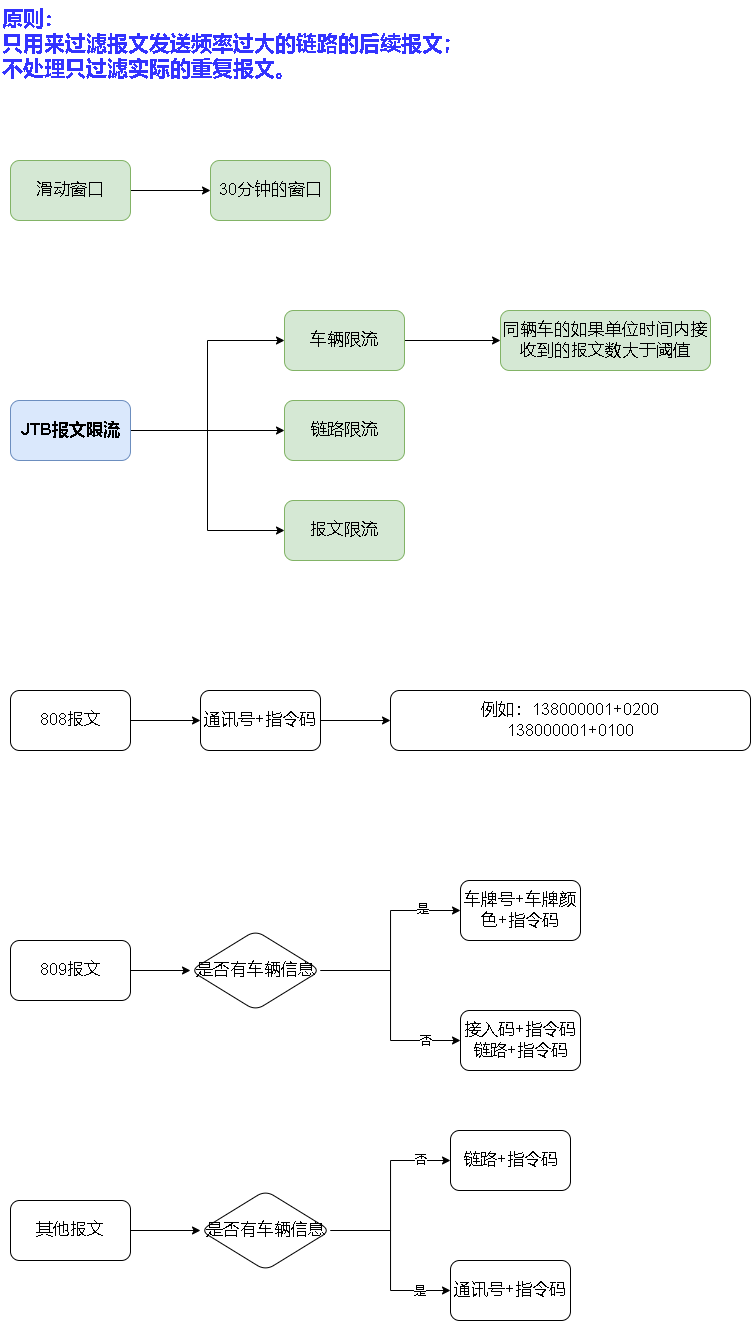 原则：
只用来过滤报文发送频率过大的链路的后续报文；
不处理只过滤实际的重复报文。
滑动窗口
30分钟的窗口
车辆限流
同辆车的如果单位时间内接
收到的报文数大于阈值
JTB报文限流
链路限流
报文限流
808报文
通讯号+指令码
例如：138000001+0200
138000001+0100
809报文
是否有车辆信息
是
车牌号+车牌颜
色+指令码
否
接入码+指令码
链路+指令码
其他报文
是否有车辆信息
否
链路+指令码
是
通讯号+指令码